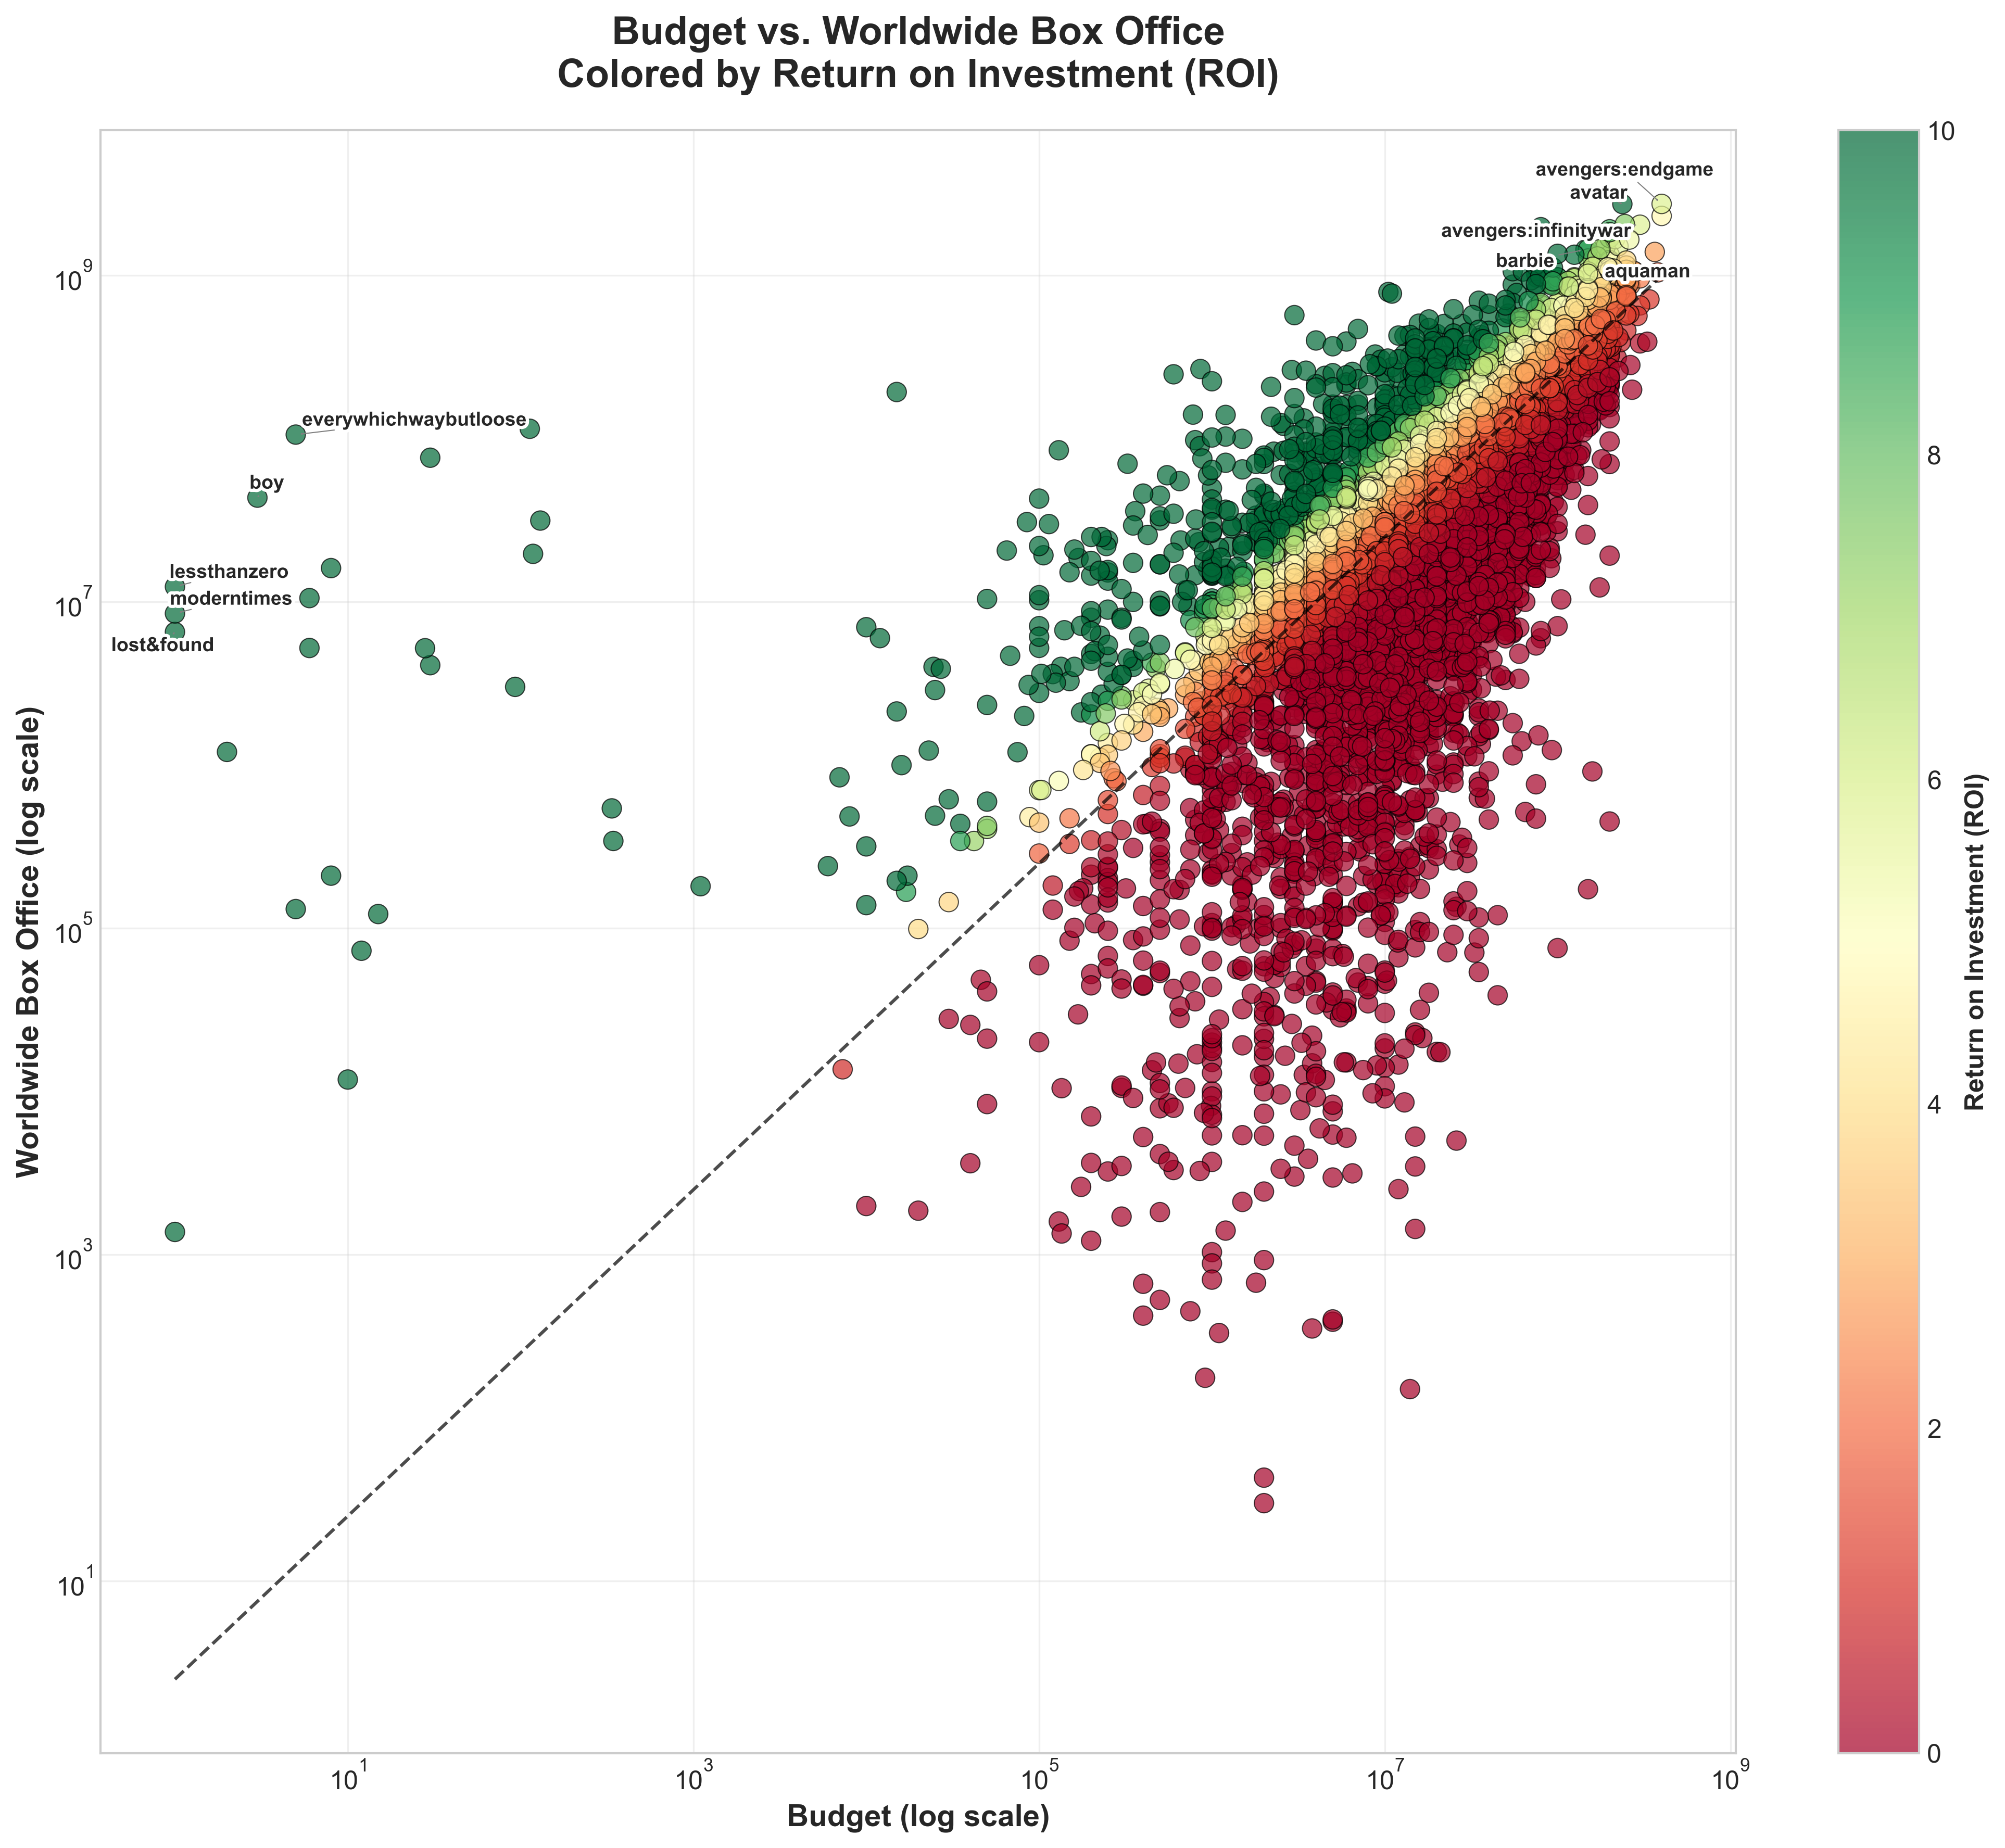 Budget vs. Worldwide Box Office
Colored by Return on Investment (ROI)
avengers:endgame
avatar
avengers:infinitywar
barbie
aquaman
everywhichwaybutloose
boy
lessthanzero
moderntimes
lost&found
Worldwide Box Office (log scale)
10^9
10^7
10^5
10^3
10^1
10^1
10^3
10^5
10^7
10^9
Budget (log scale)
10
8
6
4
2
0
Return on Investment (ROI)